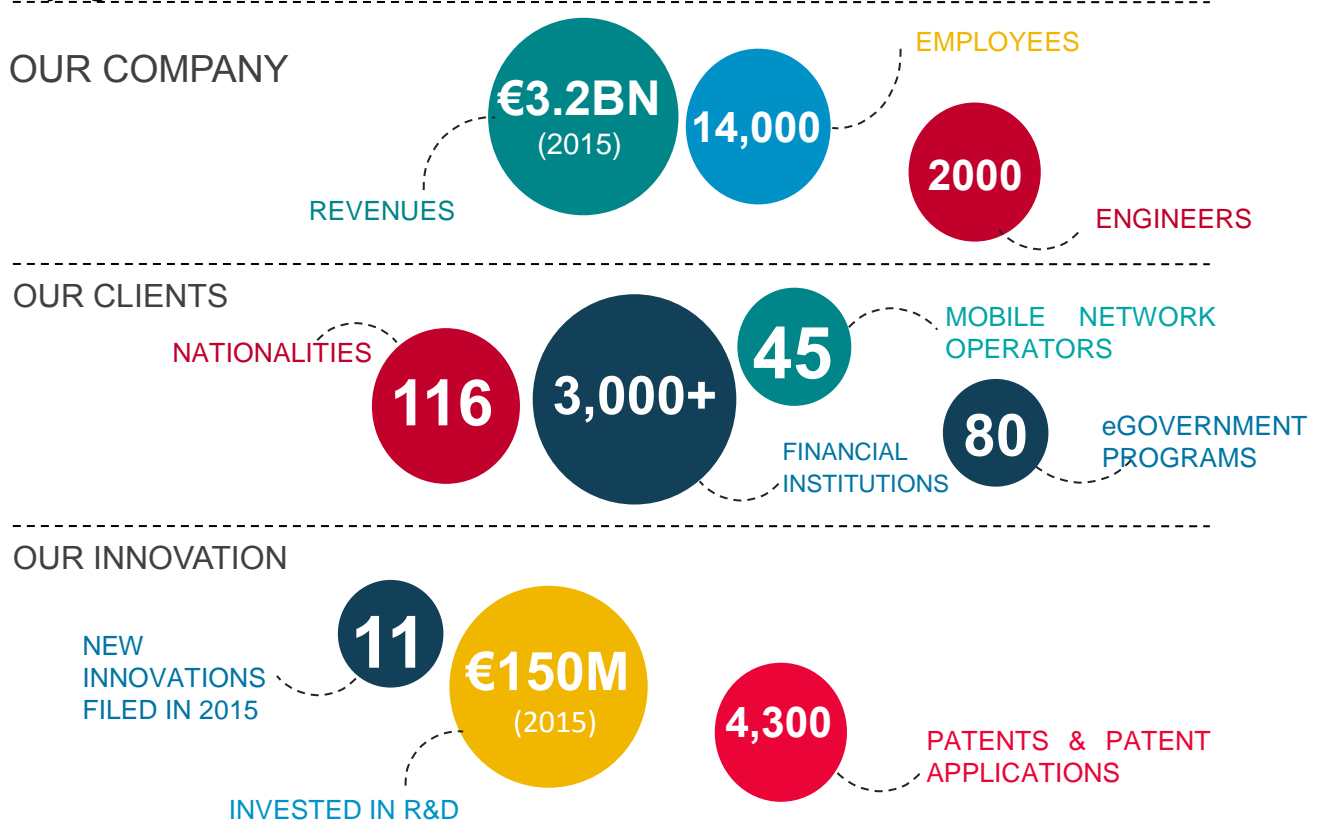 OUR COMPANY
€3.2BN
(2015)
REVENUES
14,000
EMPLOYEES
2000
ENGINEERS
OUR CLIENTS
NATIONALITIES
116
3,000+
FINANCIAL
INSTITUTIONS
45
MOBILE NETWORK
OPERATORS
80
eGOVERNMENT
PROGRAMS
OUR INNOVATION
NEW
INNOVATIONS
FILED IN 2015
11
€150M
(2015)
INVESTED IN R&D
4,300
PATENTS & PATENT
APPLICATIONS